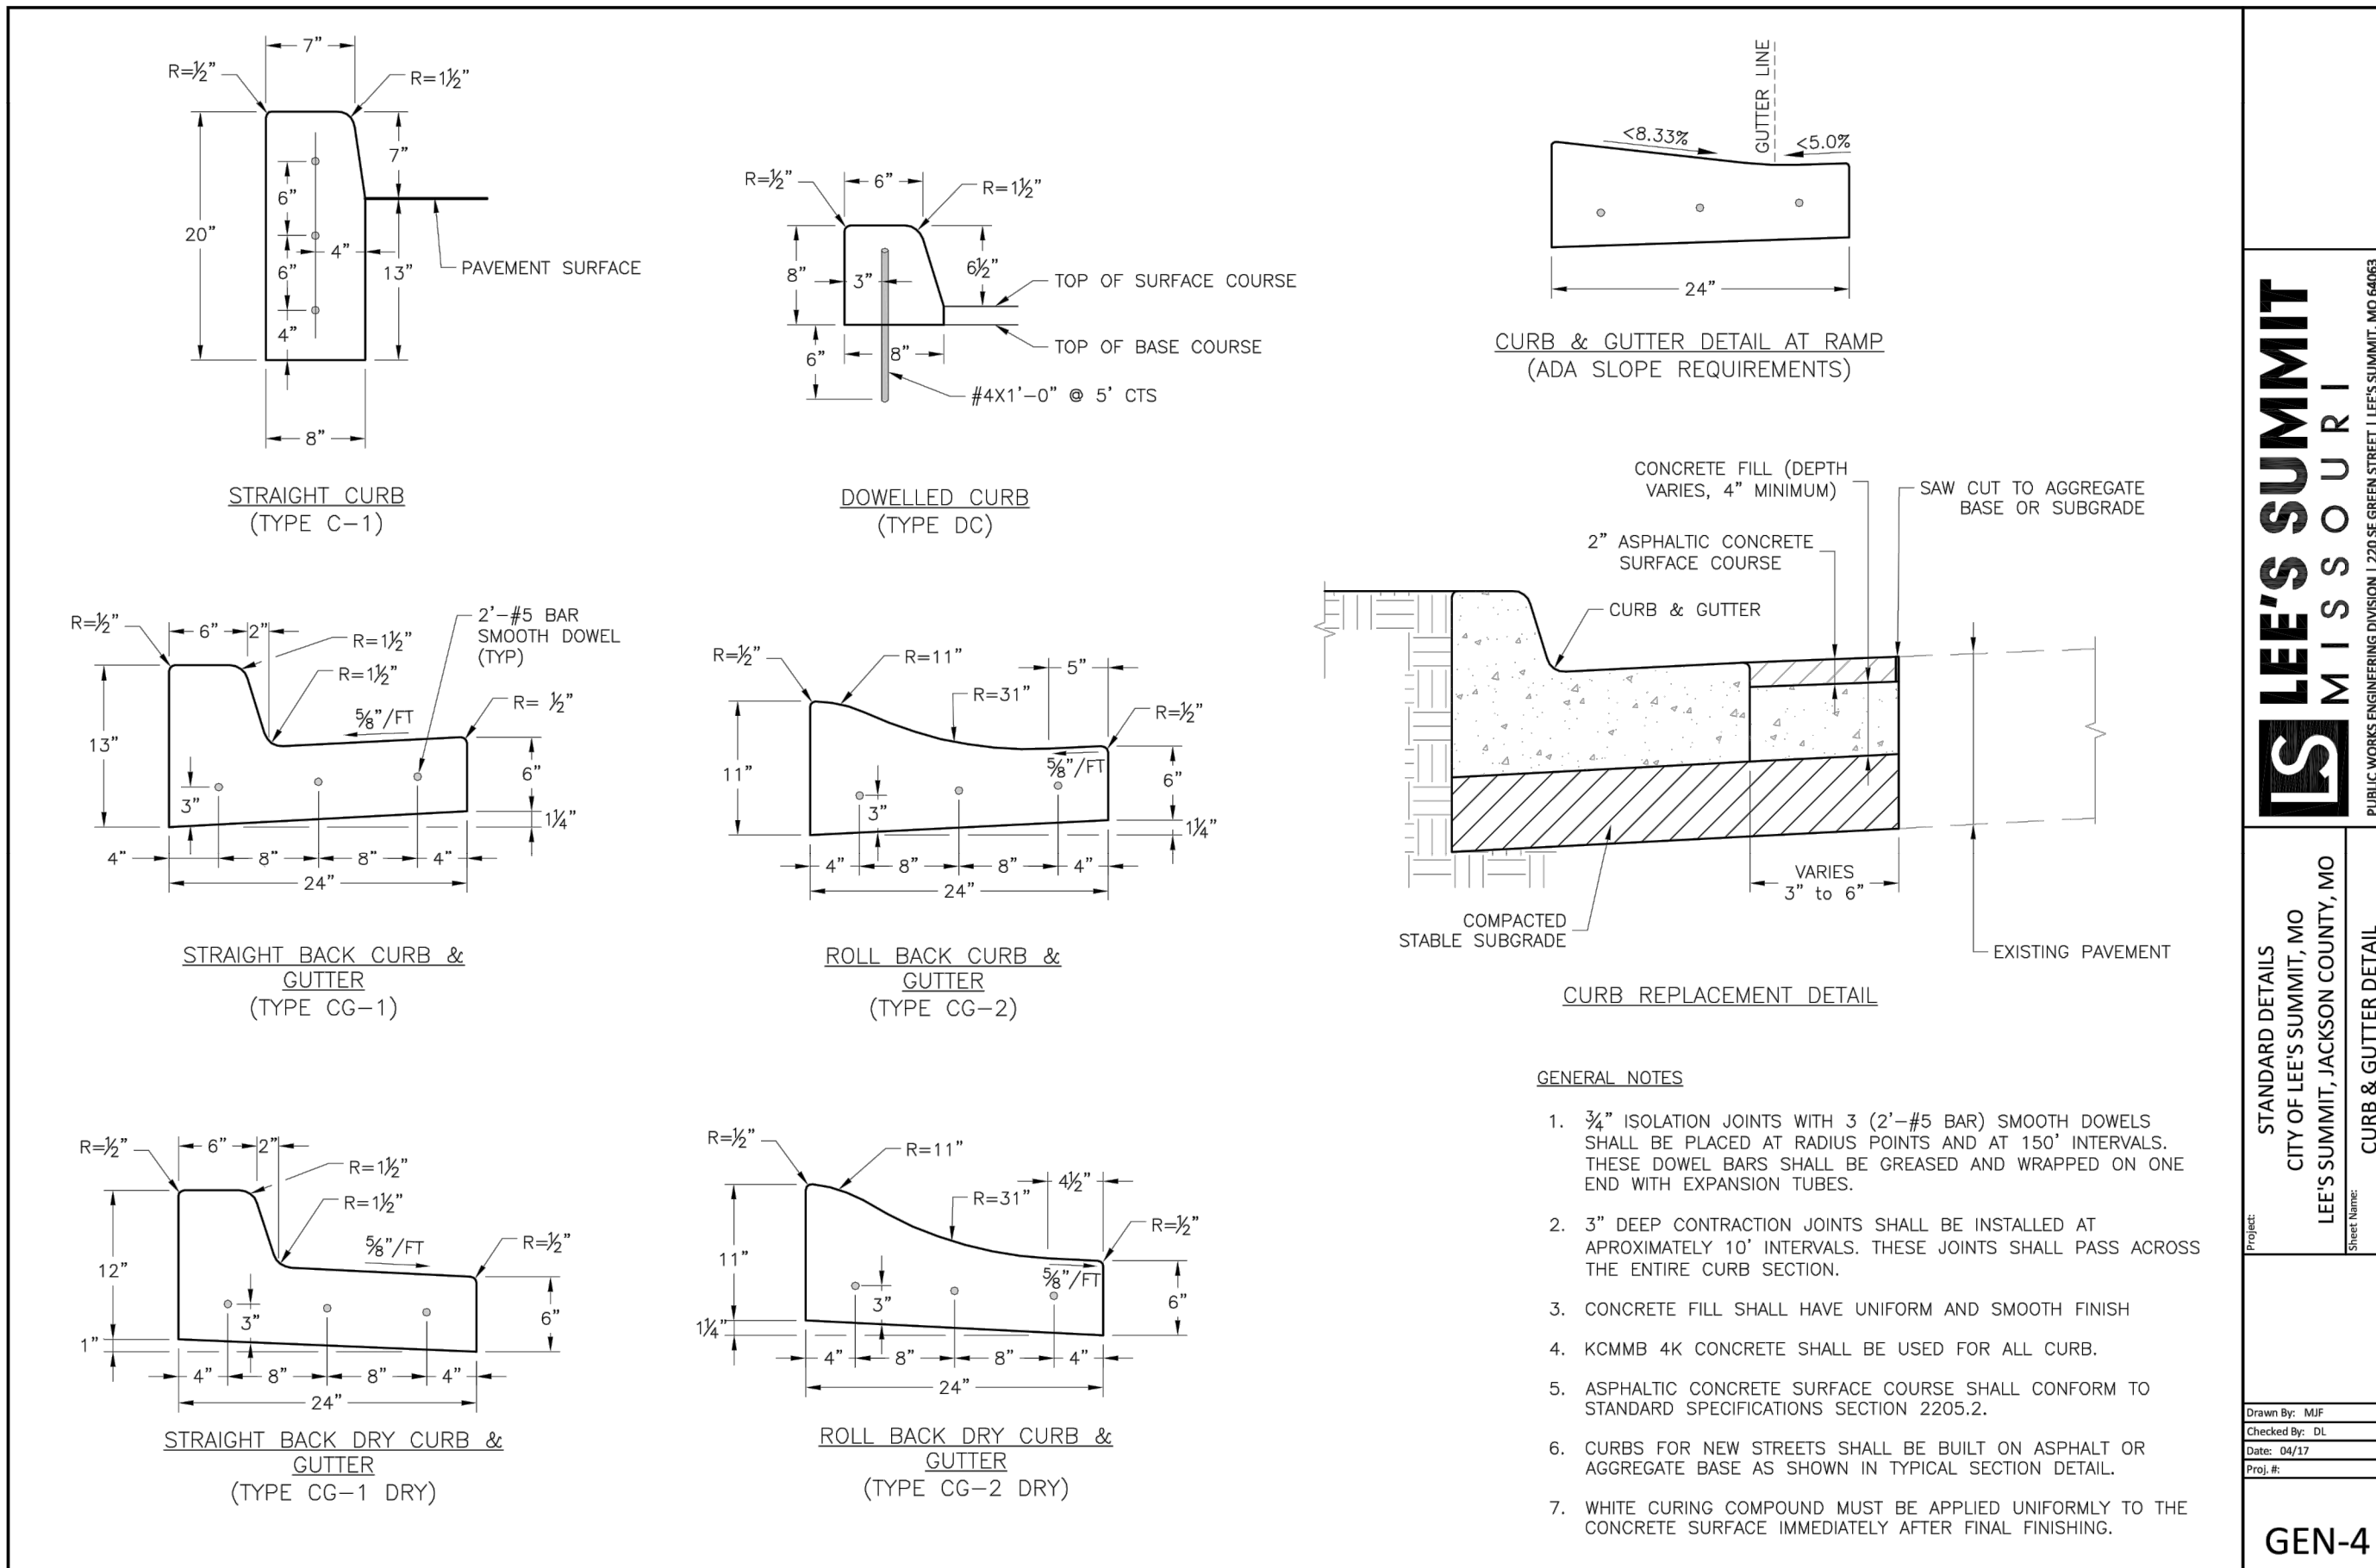 7"
R=½"
R=1½"
20"
7"
6"
6"
4"
4"
13"
PAVEMENT SURFACE
8"
STRAIGHT CURB
(TYPE C-1)
R=½"
6"
R=1½"
8"
3"
6½"
TOP OF SURFACE COURSE
TOP OF BASE COURSE
6"
8"
#4X1'-0" @ 5' CTS
DOWELLED CURB
(TYPE DC)
GUTTER LINE
<8.33%
<5.0%
24"
CURB & GUTTER DETAIL AT RAMP
(ADA SLOPE REQUIREMENTS)
R=½"
6"
2"
R=1½"
R=1½"
2'-#5 BAR
SMOOTH DOWEL
(TYP)
R= ½"
⅝"/FT
13"
3"
6"
1¼"
4"
8"
8"
4"
24"
STRAIGHT BACK CURB &
GUTTER
(TYPE CG-1)
R=½"
R=11"
R=31"
5"
R=½"
⅝"/FT
11"
3"
6"
1¼"
4"
8"
8"
4"
24"
ROLL BACK CURB &
GUTTER
(TYPE CG-2)
CONCRETE FILL (DEPTH
VARIES, 4" MINIMUM)
SAW CUT TO AGGREGATE
BASE OR SUBGRADE
2" ASPHALTIC CONCRETE
SURFACE COURSE
CURB & GUTTER
VARIES
3" to 6"
COMPACTED
STABLE SUBGRADE
EXISTING PAVEMENT
CURB REPLACEMENT DETAIL
R=½"
6"
2"
R=1½"
R=1½"
⅝"/FT
R=½"
12"
3"
6"
1"
4"
8"
8"
4"
24"
STRAIGHT BACK DRY CURB &
GUTTER
(TYPE CG-1 DRY)
R=½"
R=11"
R=31"
4½"
R=½"
⅝"/FT
11"
3"
6"
1¼"
4"
8"
8"
4"
24"
ROLL BACK DRY CURB &
GUTTER
(TYPE CG-2 DRY)
GENERAL NOTES
1. ¾" ISOLATION JOINTS WITH 3 (2'-#5 BAR) SMOOTH DOWELS
SHALL BE PLACED AT RADIUS POINTS AND AT 150' INTERVALS.
THESE DOWEL BARS SHALL BE GREASED AND WRAPPED ON ONE
END WITH EXPANSION TUBES.
2. 3" DEEP CONTRACTION JOINTS SHALL BE INSTALLED AT
APROXIMATELY 10' INTERVALS. THESE JOINTS SHALL PASS ACROSS
THE ENTIRE CURB SECTION.
3. CONCRETE FILL SHALL HAVE UNIFORM AND SMOOTH FINISH
4. KCMMB 4K CONCRETE SHALL BE USED FOR ALL CURB.
5. ASPHALTIC CONCRETE SURFACE COURSE SHALL CONFORM TO
STANDARD SPECIFICATIONS SECTION 2205.2.
6. CURBS FOR NEW STREETS SHALL BE BUILT ON ASPHALT OR
AGGREGATE BASE AS SHOWN IN TYPICAL SECTION DETAIL.
7. WHITE CURING COMPOUND MUST BE APPLIED UNIFORMLY TO THE
CONCRETE SURFACE IMMEDIATELY AFTER FINAL FINISHING.
LS
LEE'S SUMMIT
MISSOURI
PUBLIC WORKS ENGINEERING DIVISION | 220 SE GREEN STREET | LEE'S SUMMIT, MO 64063
Project:
STANDARD DETAILS
CITY OF LEE'S SUMMIT, MO
LEE'S SUMMIT, JACKSON COUNTY, MO
Sheet Name:
CURB & GUTTER DETAIL
Drawn By: MJF
Checked By: DL
Date: 04/17
Proj. #:
GEN-4